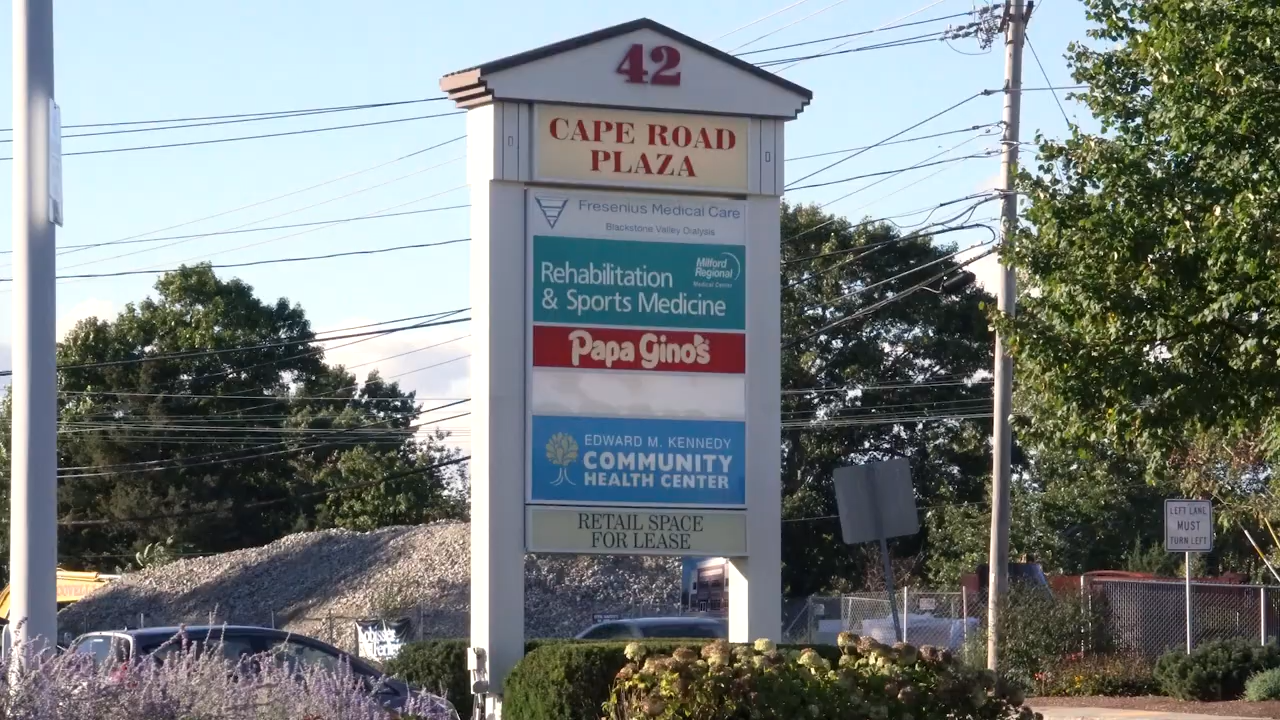 42
CAPE ROAD
PLAZA
Fresenius Medical Care
Blackstone Valley Dialysis
Rehabilitation
& Sports Medicine
Milford
Regional
Medical Center
Papa Gino's
EDWARD M. KENNEDY
COMMUNITY
HEALTH CENTER
RETAIL SPACE
FOR LEASE
LEFT LANE
MUST
TURN LEFT